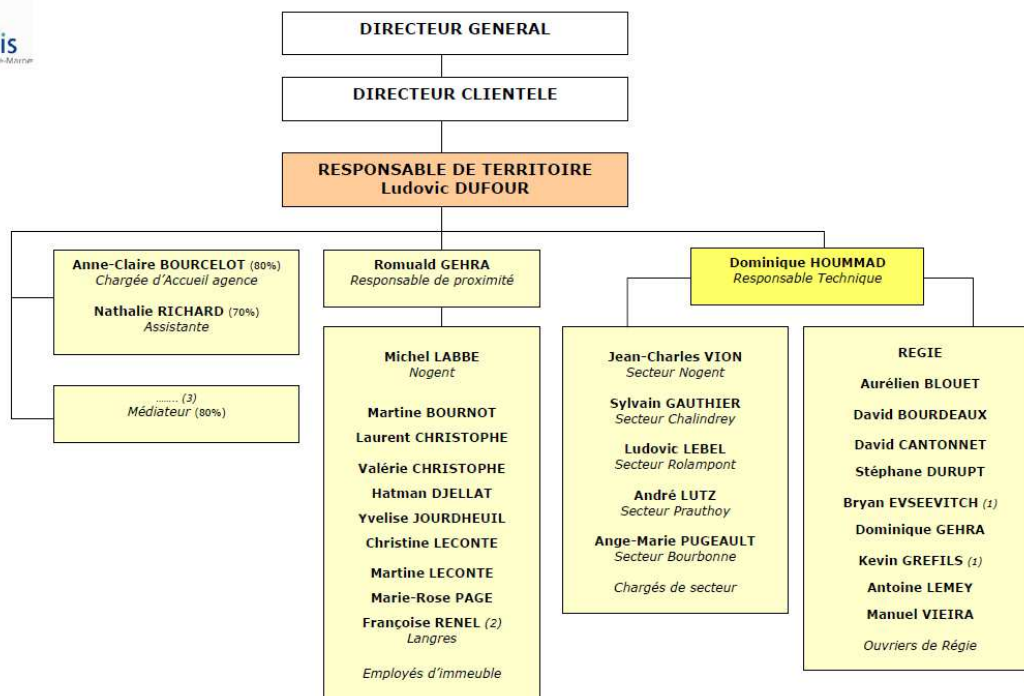 is
e-Marne
DIRECTEUR GENERAL
DIRECTEUR CLIENTELE
RESPONSABLE DE TERRITOIRE
Ludovic DUFOUR
Anne-Claire BOURCELOT (80%)
Chargée d'Accueil agence
Nathalie RICHARD (70%)
Assistante
........ (3)
Médiateur (80%)
Romuald GEHRA
Responsable de proximité
Michel LABBE
Nogent
Martine BOURNOT
Laurent CHRISTOPHE
Valérie CHRISTOPHE
Hatman DJELLAT
Yvelise JOURDHEUIL
Christine LECONTE
Martine LECONTE
Marie-Rose PAGE
Françoise RENEL (2)
Langres
Employés d'immeuble
Dominique HOUMMAD
Responsable Technique
Jean-Charles VION
Secteur Nogent
Sylvain GAUTHIER
Secteur Chalindrey
Ludovic LEBEL
Secteur Rolampont
André LUTZ
Secteur Prauthoy
Ange-Marie PUGEAULT
Secteur Bourbonne
Chargés de secteur
REGIE
Aurélien BLOUET
David BOURDEAUX
David CANTONNET
Stéphane DURUPT
Bryan EVSEEVITCH (1)
Dominique GEHRA
Kevin GREFILS (1)
Antoine LEMEY
Manuel VIEIRA
Ouvriers de Régie